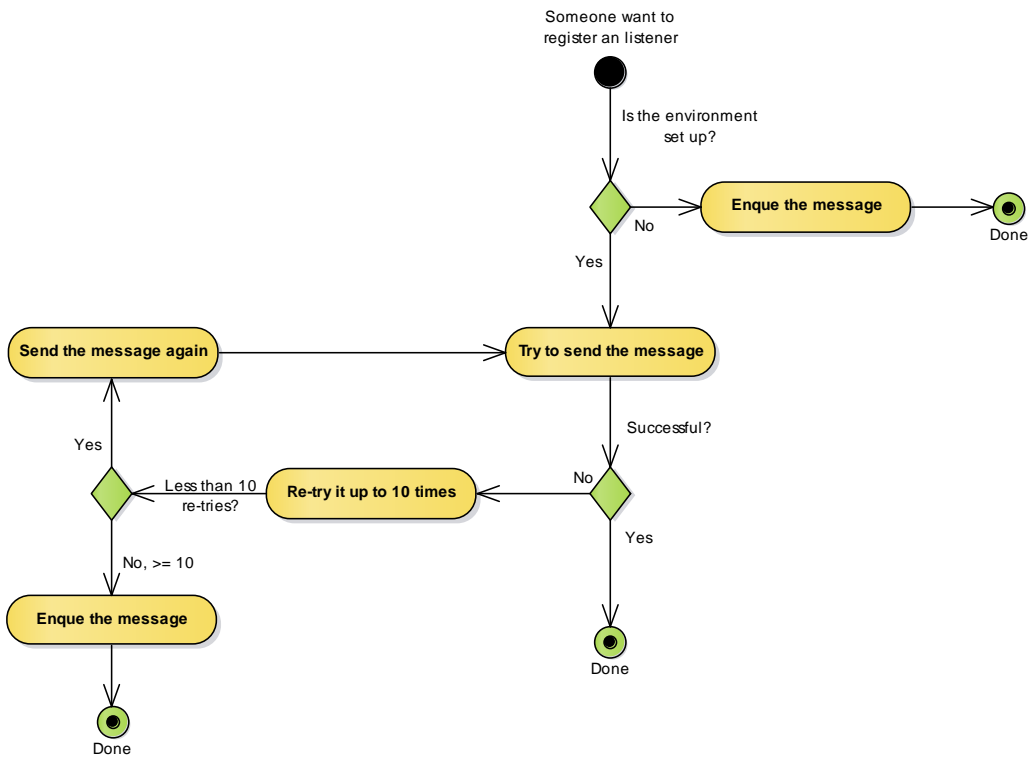 Someone want to
register an listener
Is the environment
set up?
Enque the message
No
Done
Yes
Send the message again
Try to send the message
Successful?
Yes
No
Less than 10
re-tries?
Re-try it up to 10 times
Yes
No, >= 10
Enque the message
Done
Done